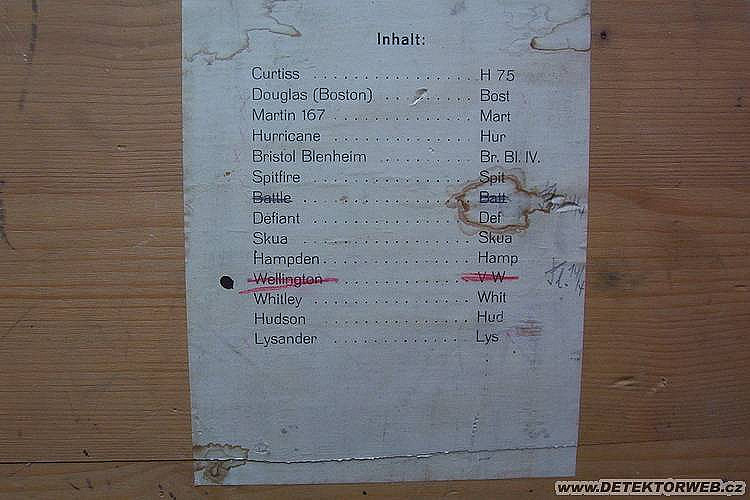 Inhalt:
Curtiss . . . . . . . . . . . . . . . . H 75
Douglas (Boston) . . . . . . . . . . Bost
Martin 167 . . . . . . . . . . . . . . Mart
Hurricane . . . . . . . . . . . . . . . Hur
Bristol Blenheim . . . . . . . . . . Br. Bl. IV.
Spitfire . . . . . . . . . . . . . . . . . Spit
Battle . . . . . . . . . . . . . . . . . . Batt
Defiant . . . . . . . . . . . . . . . . . Def
Skua . . . . . . . . . . . . . . . . . . Skua
Hampden . . . . . . . . . . . . . . . Hamp
Wellington . . . . . . . . . . . . . . V W
Whitley . . . . . . . . . . . . . . . . Whit
Hudson . . . . . . . . . . . . . . . . Hud
Lysander . . . . . . . . . . . . . . . Lys
www.DETEKTORWEB.cz